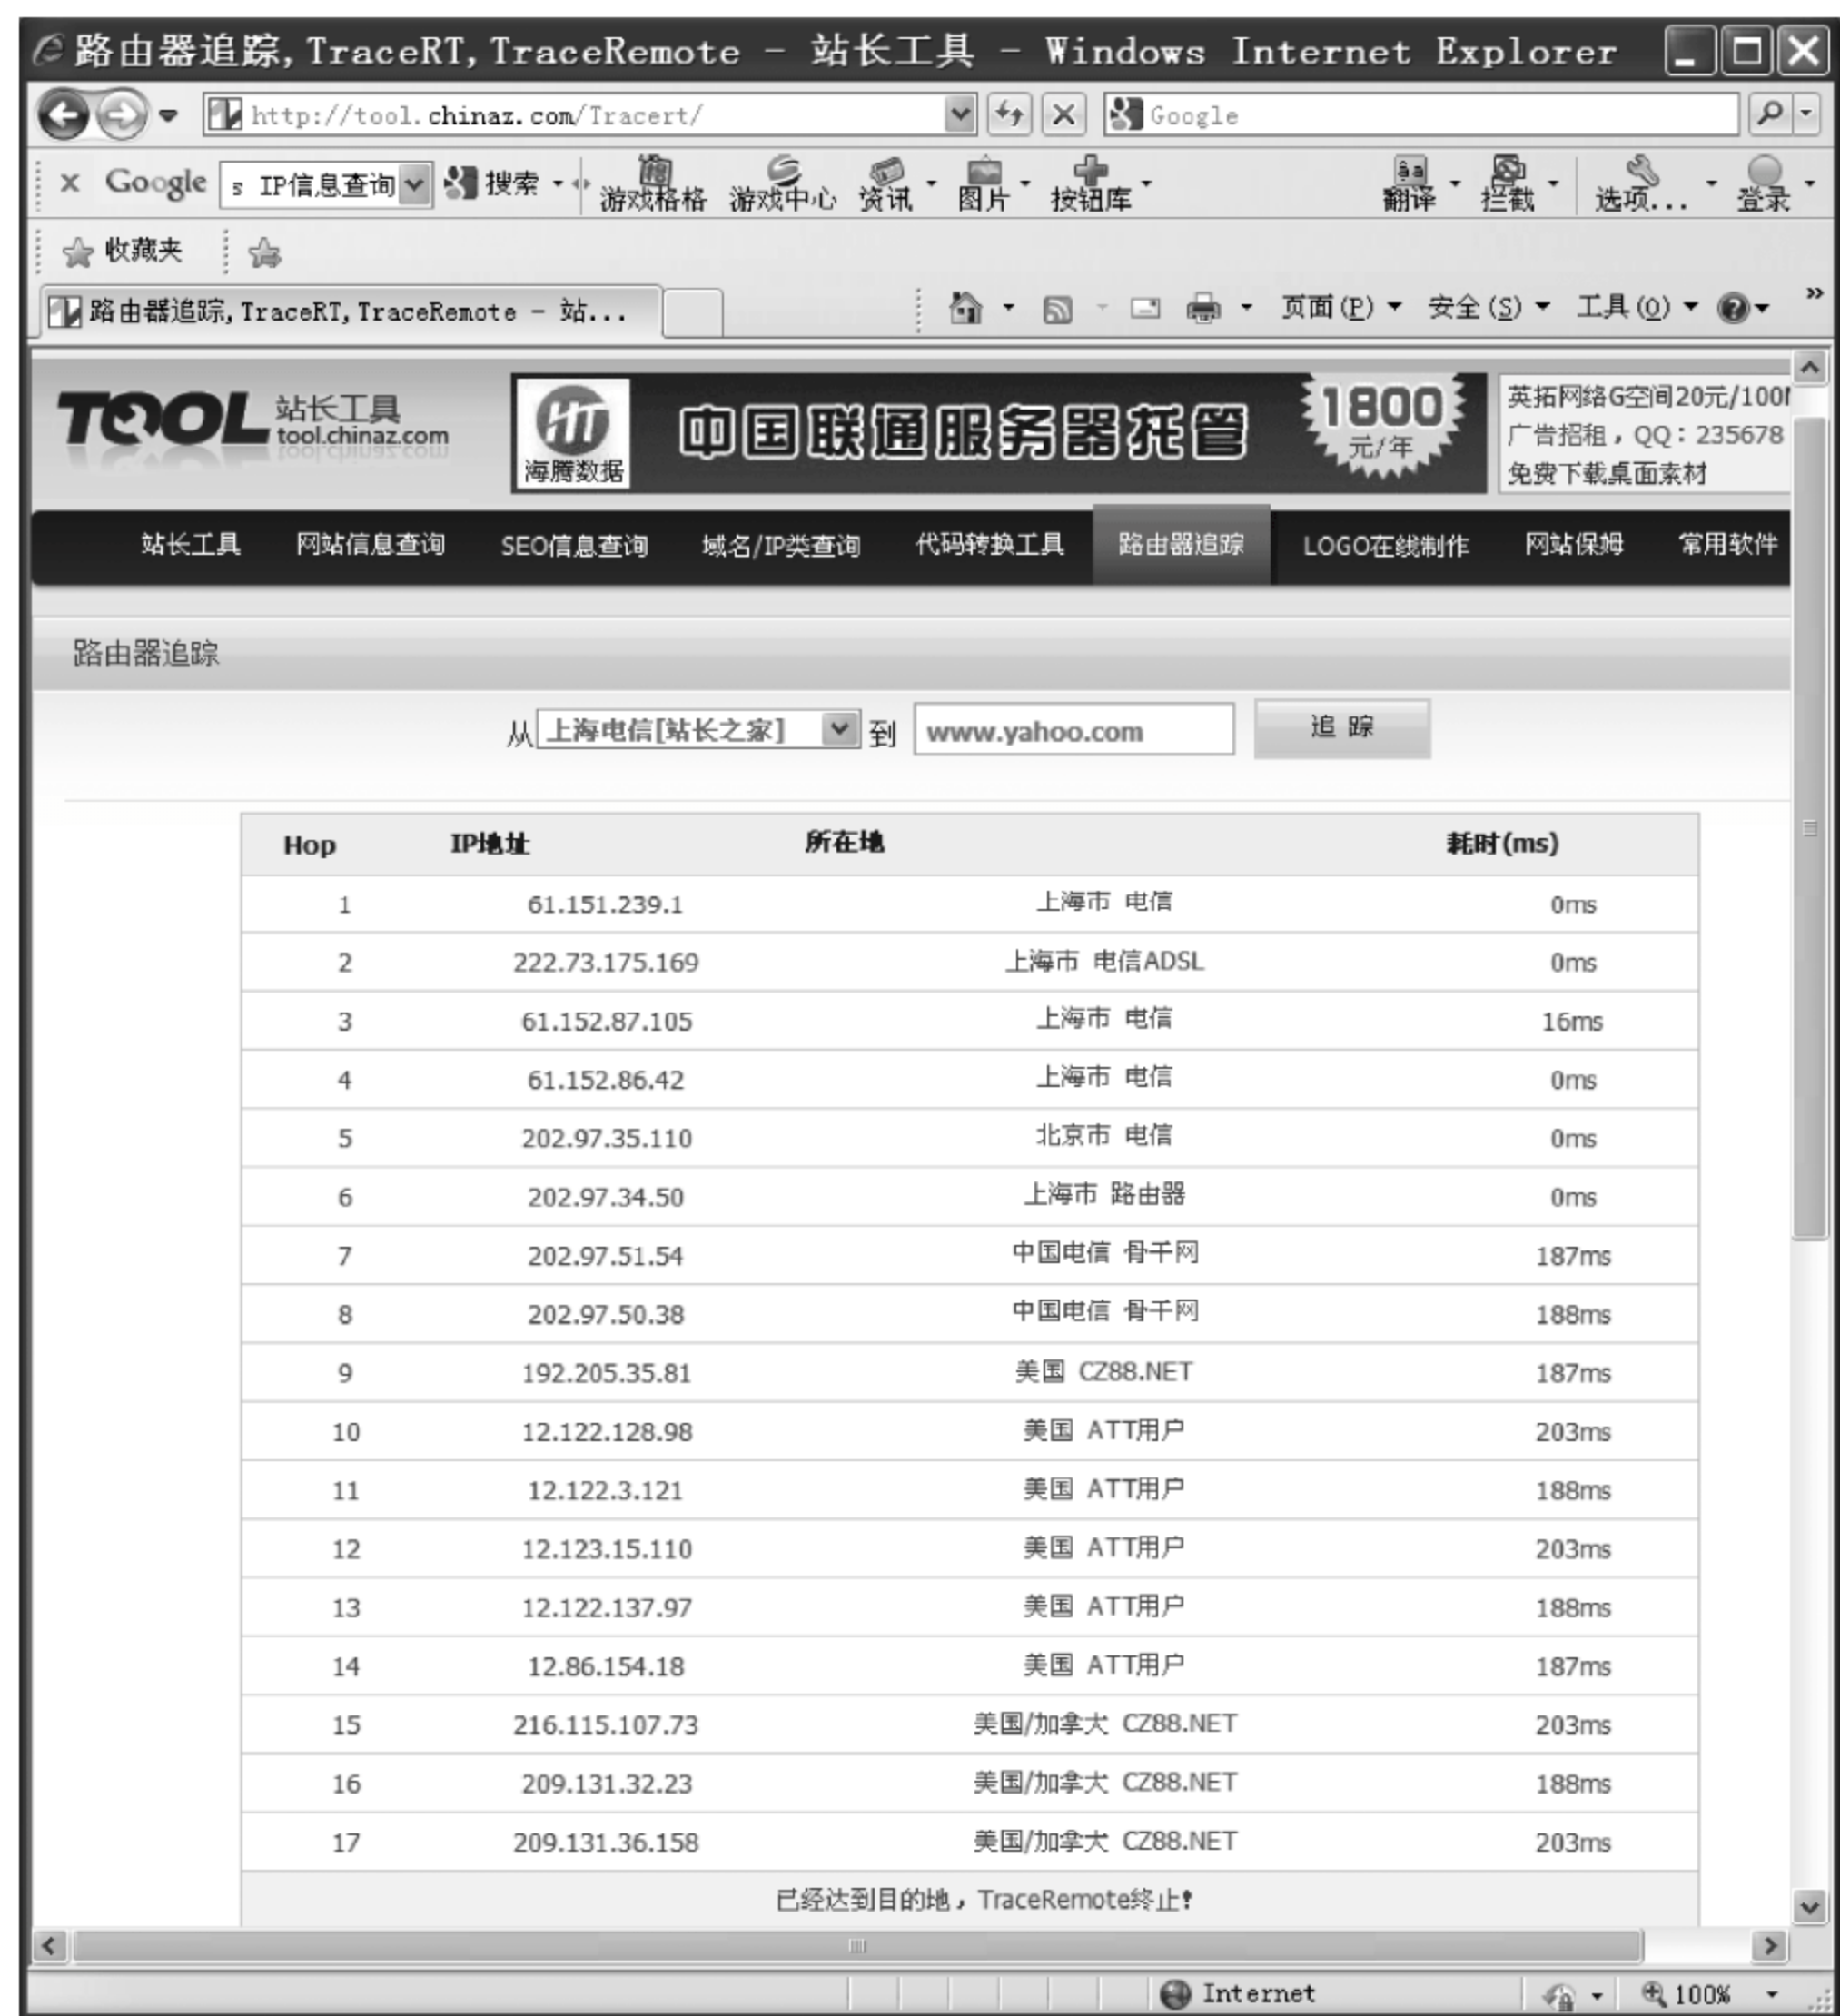 路由器追踪,TraceRT,TraceRemote - 站长工具 - Windows Internet Explorer
http://tool.chinaz.com/Tracert/ Google
x Google s IP信息查询 搜索 游戏格格 游戏中心 资讯 图片 按钮库 翻译 拦截 选项... 登录
收藏夹
路由器追踪,TraceRT,TraceRemote - 站... 页面(P) 安全(S) 工具(O) »
TOOL 站长工具
tool.chinaz.com
HT
海腾数据
中国联通服务器托管
1800
元/年
英拓网络G空间20元/100
广告招租，QQ：235678
免费下载桌面素材
站长工具 网站信息查询 SEO信息查询 域名/IP类查询 代码转换工具 路由器追踪 LOGO在线制作 网站保姆 常用软件
路由器追踪
从 上海电信[站长之家] 到 www.yahoo.com 追 踪
Hop IP地址 所在地 耗时(ms)
1 61.151.239.1 上海市 电信 0ms
2 222.73.175.169 上海市 电信ADSL 0ms
3 61.152.87.105 上海市 电信 16ms
4 61.152.86.42 上海市 电信 0ms
5 202.97.35.110 北京市 电信 0ms
6 202.97.34.50 上海市 路由器 0ms
7 202.97.51.54 中国电信 骨干网 187ms
8 202.97.50.38 中国电信 骨干网 188ms
9 192.205.35.81 美国 CZ88.NET 187ms
10 12.122.128.98 美国 ATT用户 203ms
11 12.122.3.121 美国 ATT用户 188ms
12 12.123.15.110 美国 ATT用户 203ms
13 12.122.137.97 美国 ATT用户 188ms
14 12.86.154.18 美国 ATT用户 187ms
15 216.115.107.73 美国/加拿大 CZ88.NET 203ms
16 209.131.32.23 美国/加拿大 CZ88.NET 188ms
17 209.131.36.158 美国/加拿大 CZ88.NET 203ms
已经达到目的地，TraceRemote终止!
Internet 100%